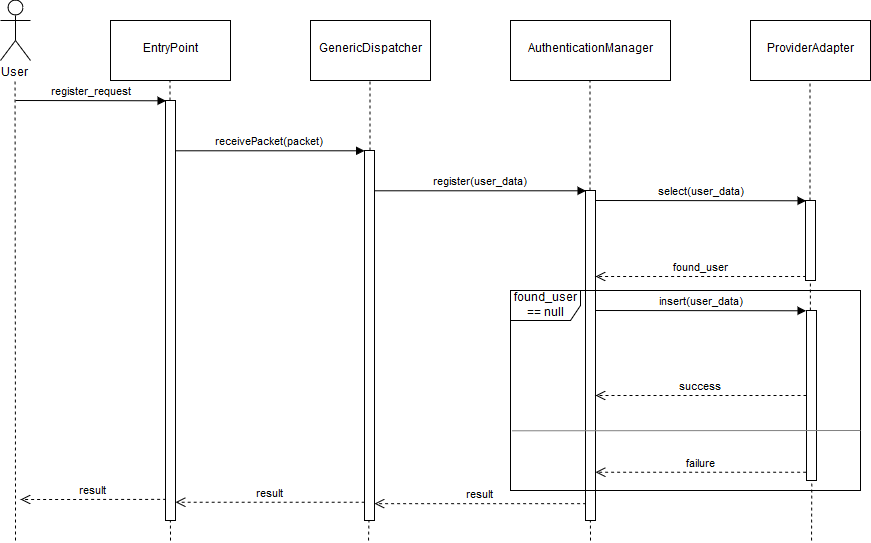 User
EntryPoint
GenericDispatcher
AuthenticationManager
ProviderAdapter
register_request
receivePacket(packet)
register(user_data)
select(user_data)
found_user
found_user
== null
insert(user_data)
success
failure
result
result
result